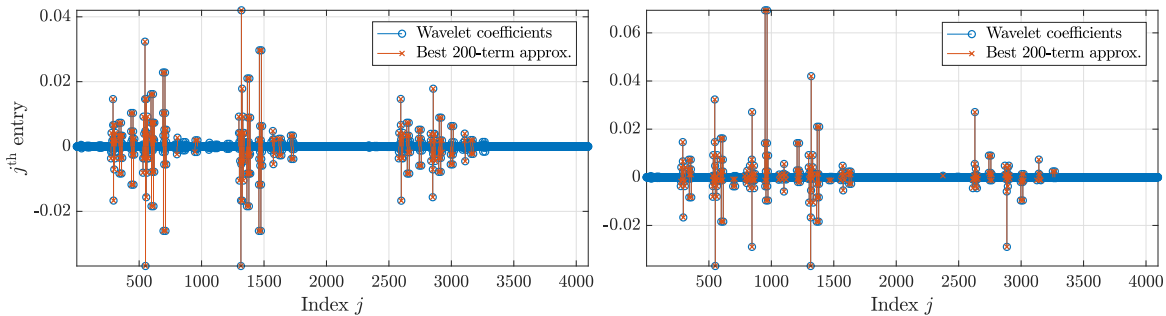 0.04
0.02
0
-0.02
jth entry
500 1000 1500 2000 2500 3000 3500 4000
Index j
Wavelet coefficients
Best 200-term approx.
0.06
0.04
0.02
0
-0.02
500 1000 1500 2000 2500 3000 3500 4000
Index j
Wavelet coefficients
Best 200-term approx.